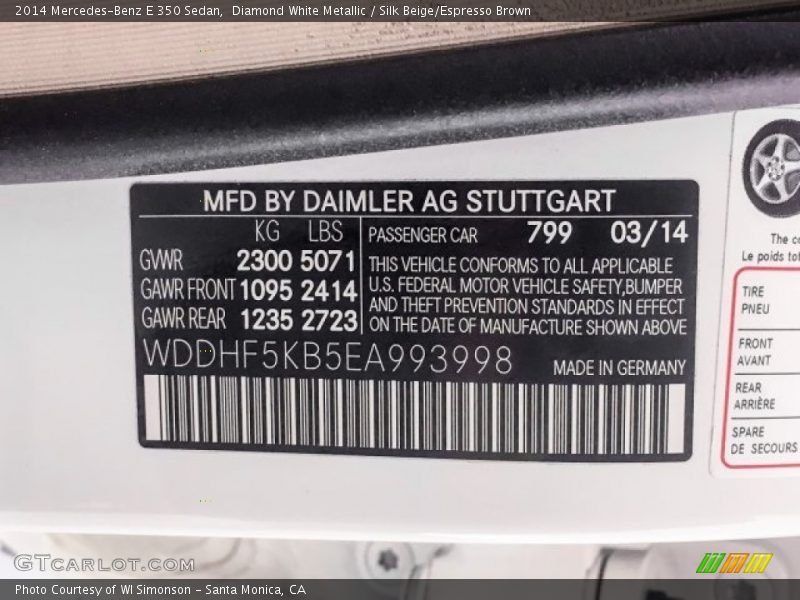 2014 Mercedes-Benz E 350 Sedan, Diamond White Metallic / Silk Beige/Espresso Brown
MFD BY DAIMLER AG STUTTGART
KG LBS
GVWR 2300 5071
GAWR FRONT 1095 2414
GAWR REAR 1235 2723
PASSENGER CAR 799 03/14
THIS VEHICLE CONFORMS TO ALL APPLICABLE
U.S. FEDERAL MOTOR VEHICLE SAFETY,BUMPER
AND THEFT PREVENTION STANDARDS IN EFFECT
ON THE DATE OF MANUFACTURE SHOWN ABOVE
WDDHF5KB5EA993998
MADE IN GERMANY
The
Le poids
TIRE
PNEU
FRONT
AVANT
REAR
ARRIÈRE
SPARE
DE SECOURS
GTCARLOT.COM
Photo Courtesy of WI Simonson - Santa Monica, CA